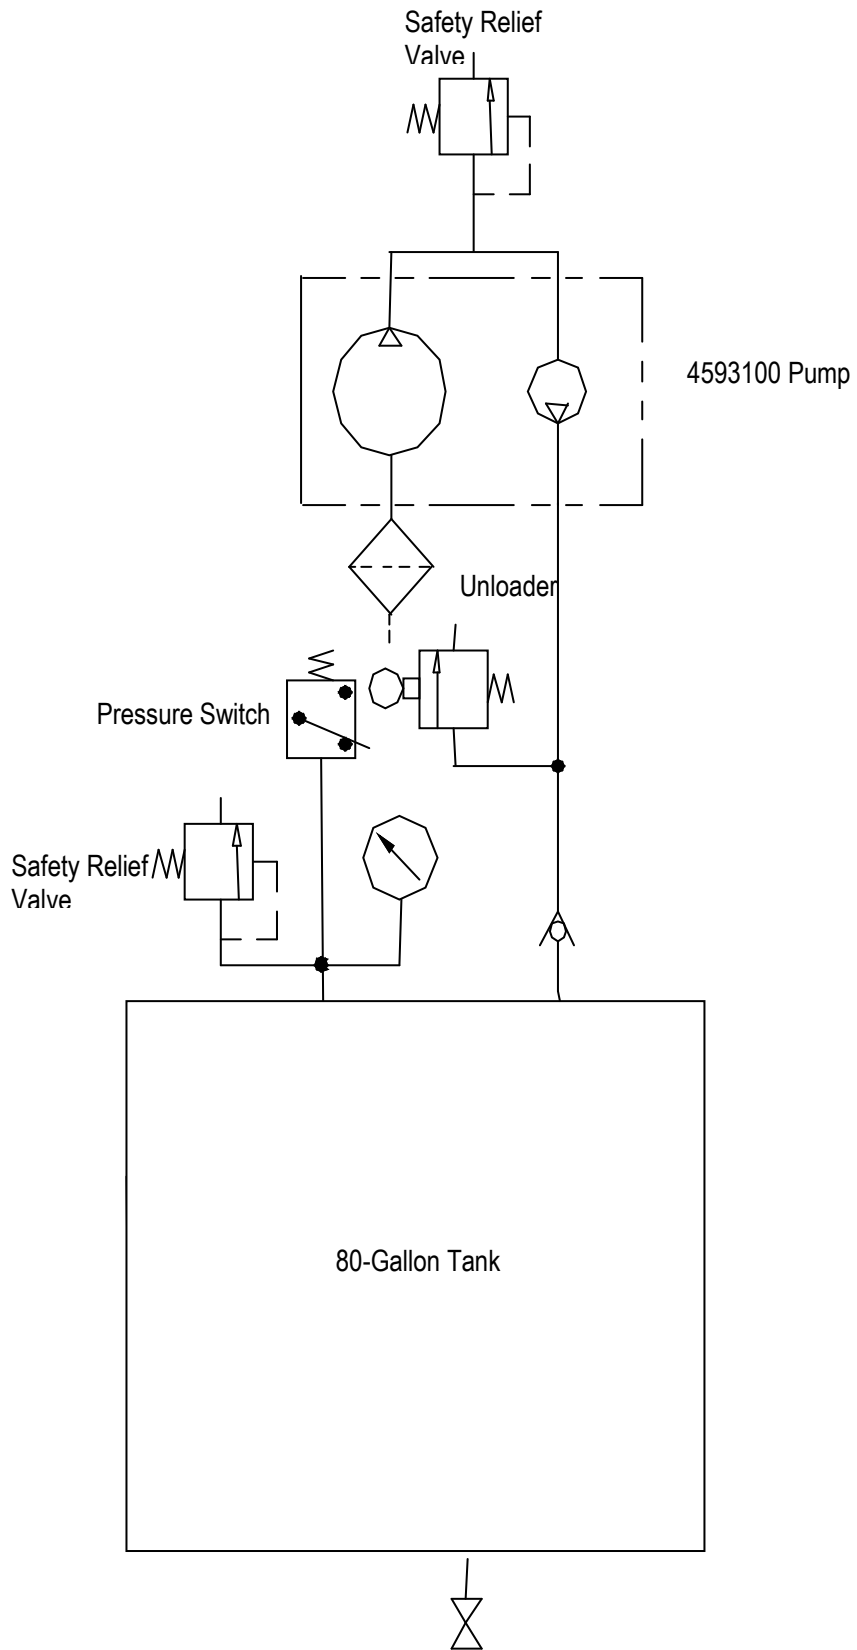 Safety Relief
Valve
4593100 Pump
Unloader
Pressure Switch
Safety Relief
Valve
80-Gallon Tank